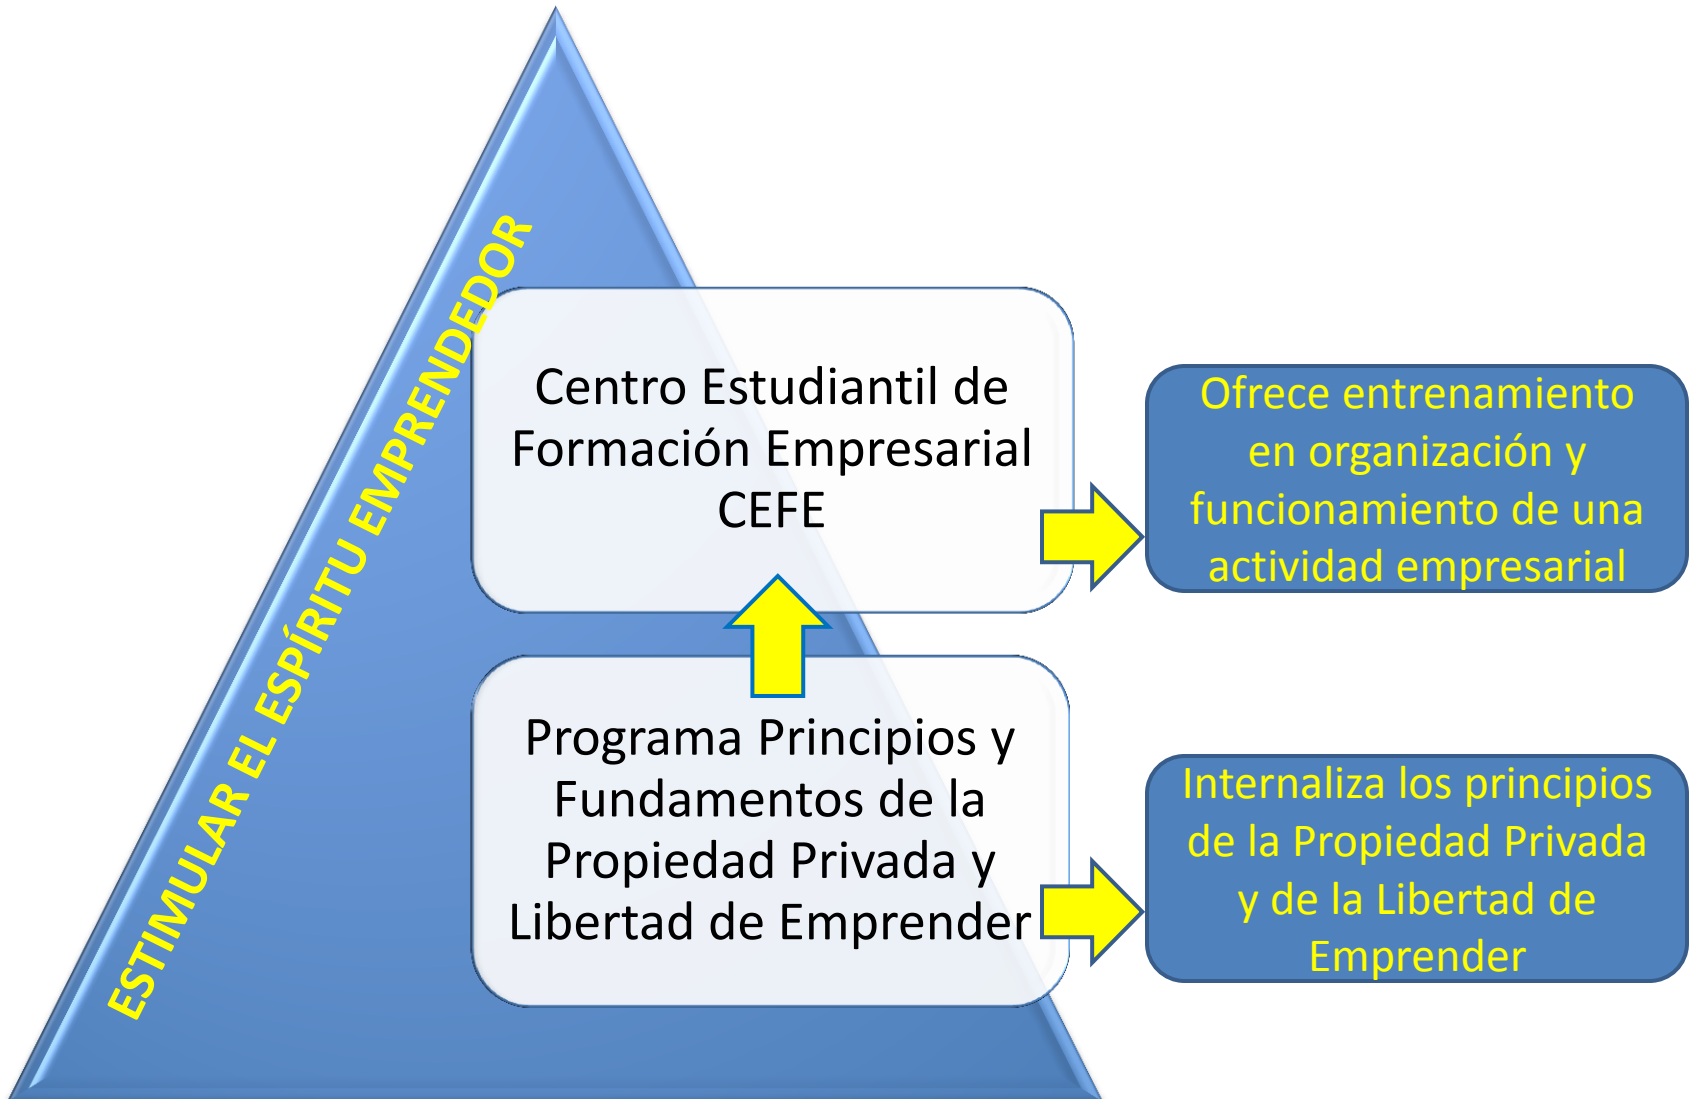 ESTIMULAR EL ESPÍRITU EMPRENDEDOR
Centro Estudiantil de
Formación Empresarial
CEFE
Ofrece entrenamiento
en organización y
funcionamiento de una
actividad empresarial
Programa Principios y
Fundamentos de la
Propiedad Privada y
Libertad de Emprender
Internaliza los principios
de la Propiedad Privada
y de la Libertad de
Emprender